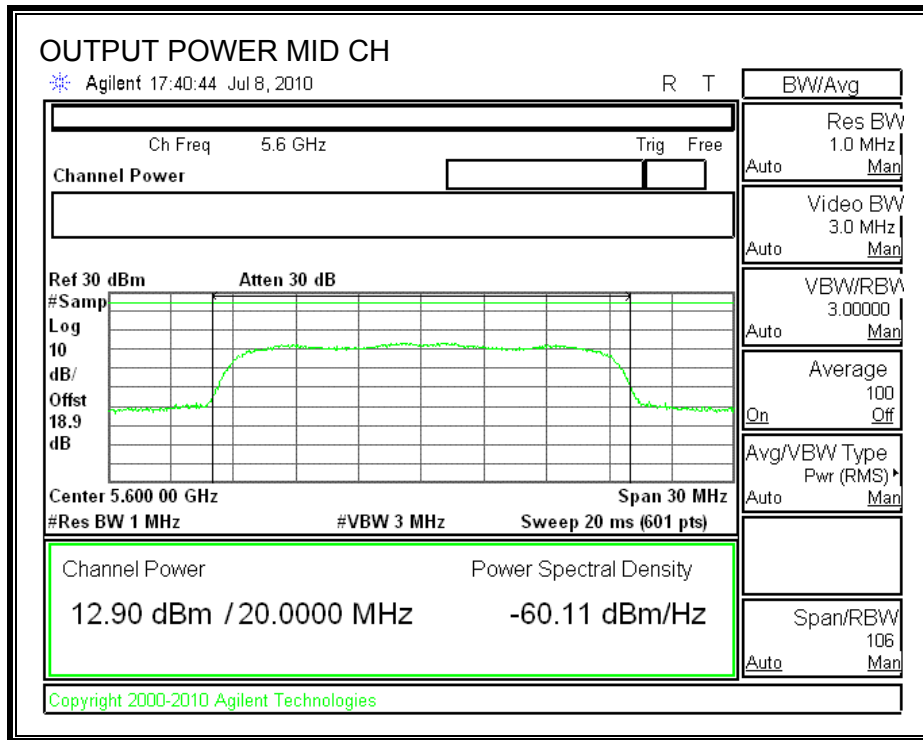 OUTPUT POWER MID CH
Agilent 17:40:44 Jul 8, 2010 R T
BW/Avg
Ch Freq 5.6 GHz Trig Free
Channel Power
Res BW
1.0 MHz
Auto Man
Video BW
3.0 MHz
Auto Man
Ref 30 dBm Atten 30 dB
#Samp
Log
10
dB/
Offst
18.9
dB
VBW/RBW
3.00000
Auto Man
Average
100
On Off
Avg/VBW Type
Pwr (RMS)
Auto Man
Center 5.600 00 GHz Span 30 MHz
#Res BW 1 MHz #VBW 3 MHz Sweep 20 ms (601 pts)
Channel Power Power Spectral Density
12.90 dBm / 20.0000 MHz -60.11 dBm/Hz
Span/RBW
106
Auto Man
Copyright 2000-2010 Agilent Technologies